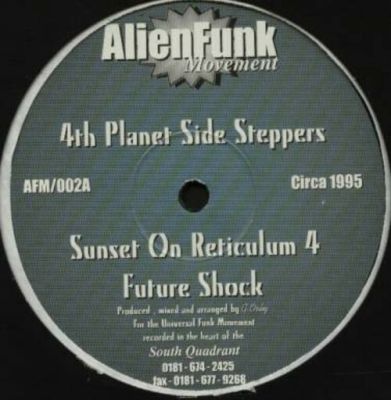 AlienFunk
Movement
4th Planet Side Steppers
AFM/002A
Circa 1995
Sunset On Reticulum 4
Future Shock
Produced , mixed and arranged by
For the Universal Funk Movement
recorded in the heart of the
South Quadrant
0181 - 674 - 2425
fax - 0181 - 677 - 9268